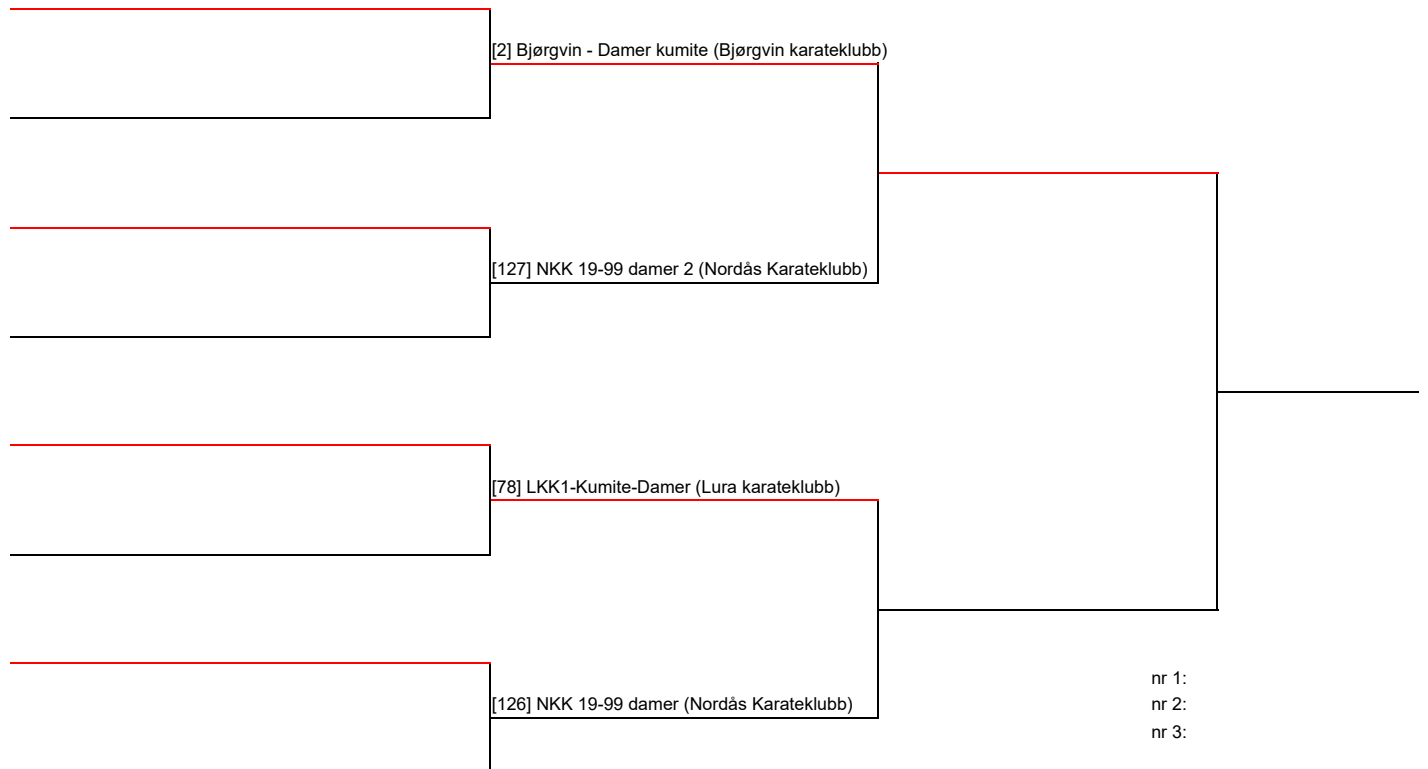 [2] Bjørgvin - Damer kumite (Bjørgvin karateklubb)
[127] NKK 19-99 damer 2 (Nordås Karateklubb)
[78] LKK1-Kumite-Damer (Lura karateklubb)
[126] NKK 19-99 damer (Nordås Karateklubb)
nr 1:
nr 2:
nr 3: